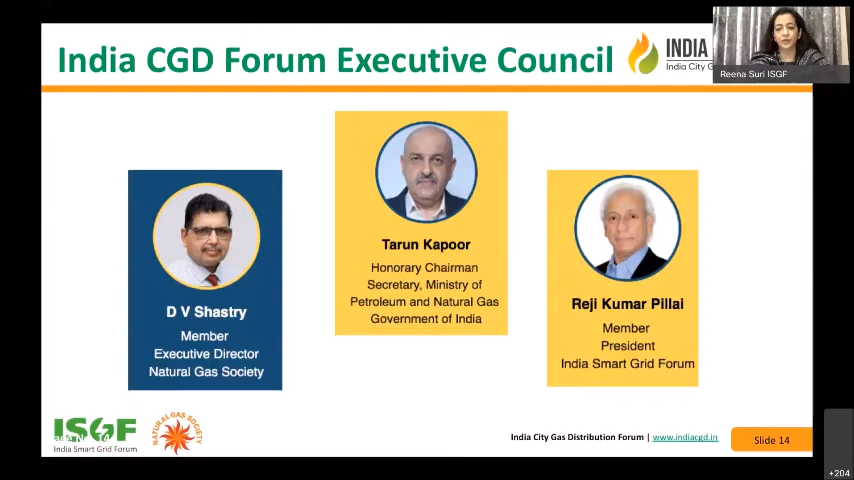 India CGD Forum Executive Council
INDIA
India City G
Reena Suri ISGF
Tarun Kapoor
Honorary Chairman
Secretary, Ministry of
Petroleum and Natural Gas
Government of India
D V Shastry
Member
Executive Director
Natural Gas Society
Reji Kumar Pillai
Member
President
India Smart Grid Forum
ISGF
India Smart Grid Forum
NATURAL GAS SOCIETY
India City Gas Distribution Forum | www.indiacgd.in
Slide 14
+204